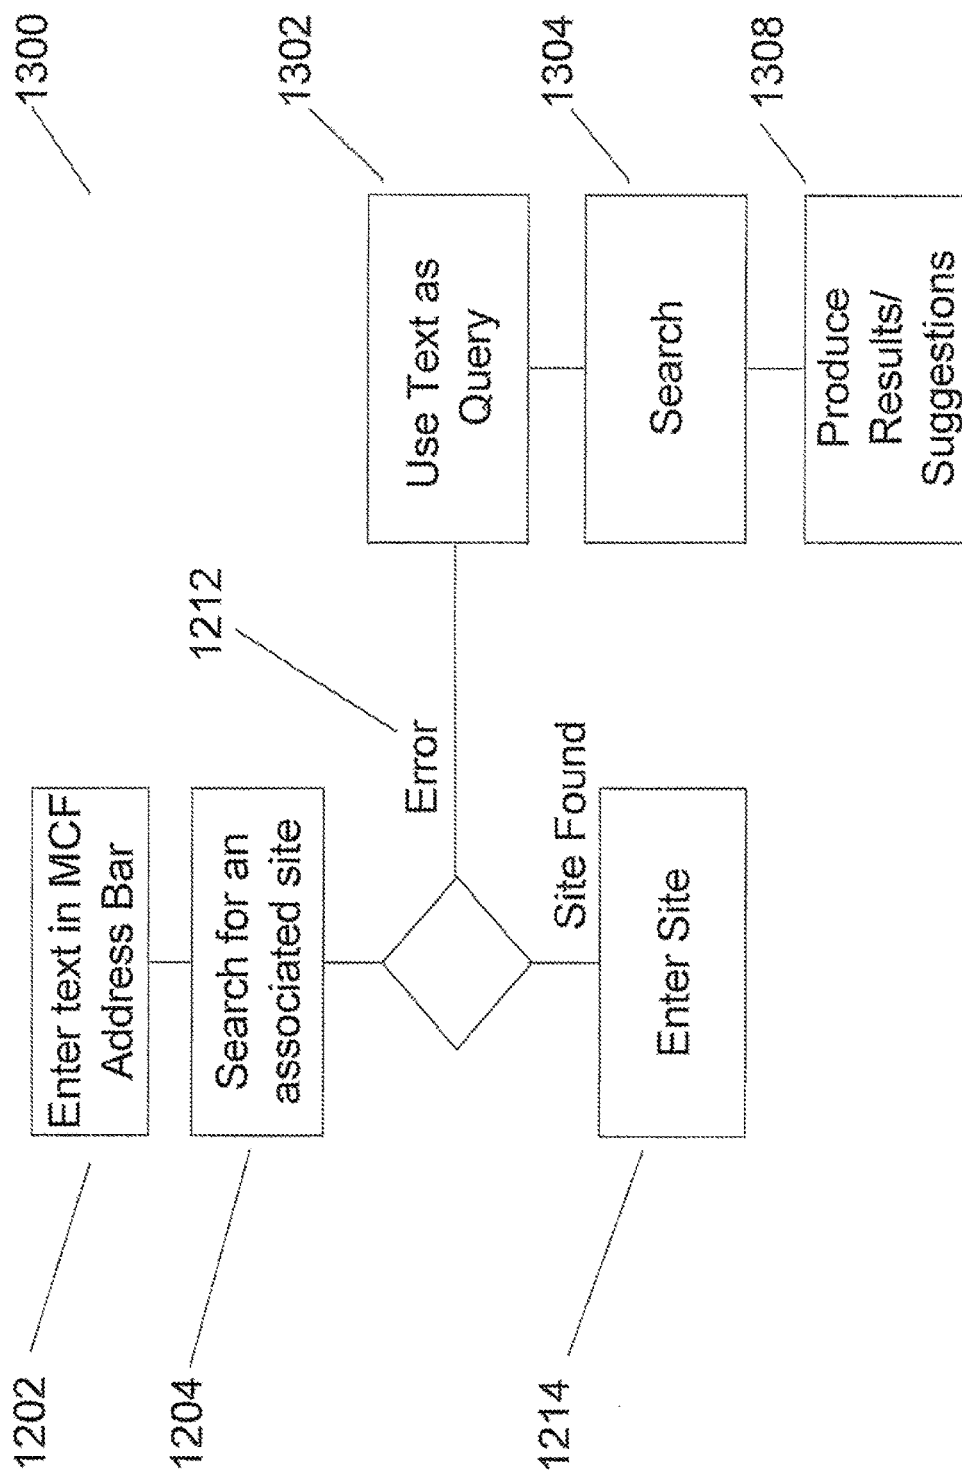 1300
1202
Enter text in MCF
Address Bar
1204
Search for an
associated site
1212
Error
1302
Use Text as
Query
Site Found
1214
Enter Site
1304
Search
1308
Produce
Results/
Suggestions